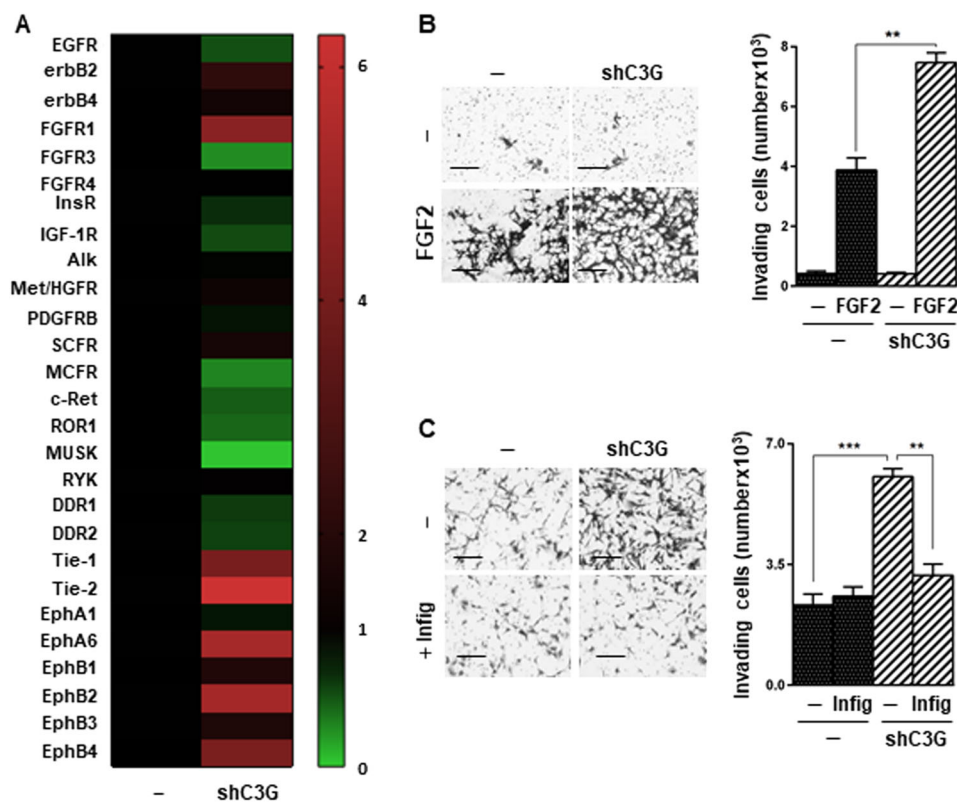 A
EGFR
erbB2
erbB4
FGFR1
FGFR3
FGFR4
InsR
IGF-1R
Alk
Met/HGFR
PDGFRB
SCFR
MCFR
c-Ret
ROR1
MUSK
RYK
DDR1
DDR2
Tie-1
Tie-2
EphA1
EphA6
EphB1
EphB2
EphB3
EphB4
– shC3G
6
4
2
1
0
B
– shC3G
–
FGF2
Invading cells (numberx10³)
8
6
4
2
0
**
– FGF2 – FGF2
– shC3G
C
– shC3G
–
+ Infig
Invading cells (numberx10³)
7.0
3.5
0.0
*** **
– Infig – Infig
– shC3G